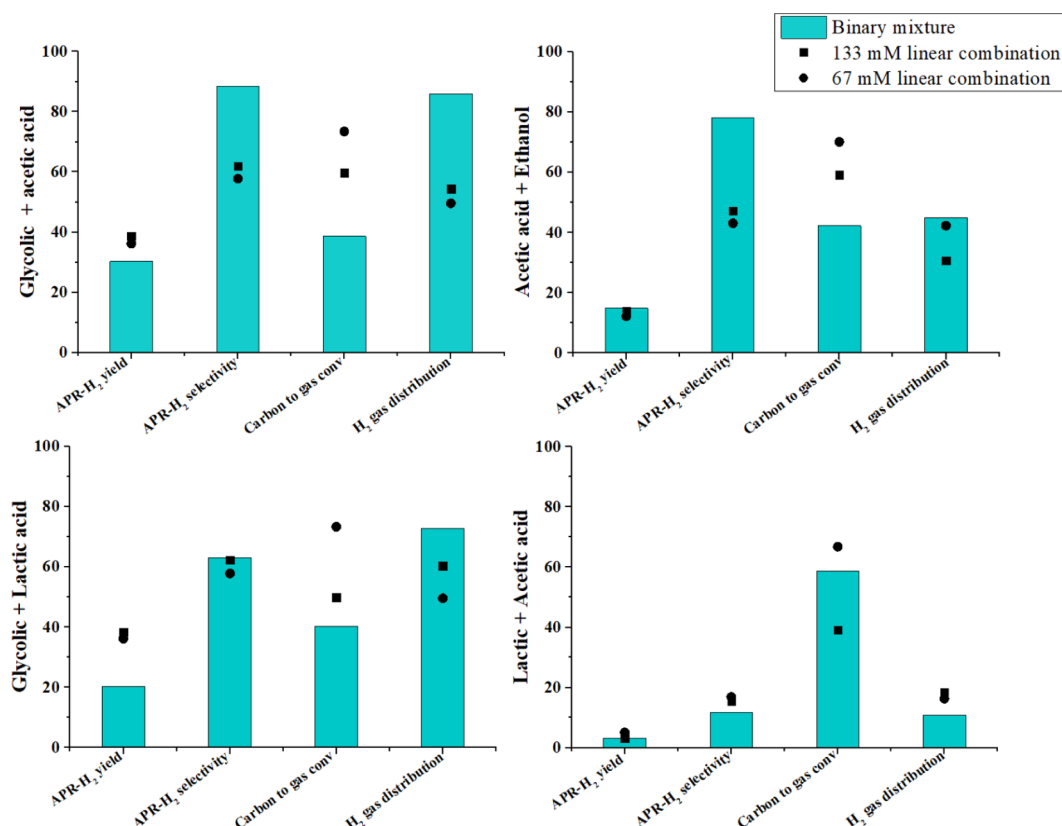 Binary mixture
133 mM linear combination
67 mM linear combination
Glycolic + acetic acid
100
80
60
40
20
0
APR-H₂ yield
APR-H₂ selectivity
Carbon to gas conv
H₂ gas distribution
Acetic acid + Ethanol
100
80
60
40
20
0
APR-H₂ yield
APR-H₂ selectivity
Carbon to gas conv
H₂ gas distribution
Glycolic + Lactic acid
100
80
60
40
20
0
APR-H₂ yield
APR-H₂ selectivity
Carbon to gas conv
H₂ gas distribution
Lactic + Acetic acid
100
80
60
40
20
0
APR-H₂ yield
APR-H₂ selectivity
Carbon to gas conv
H₂ gas distribution